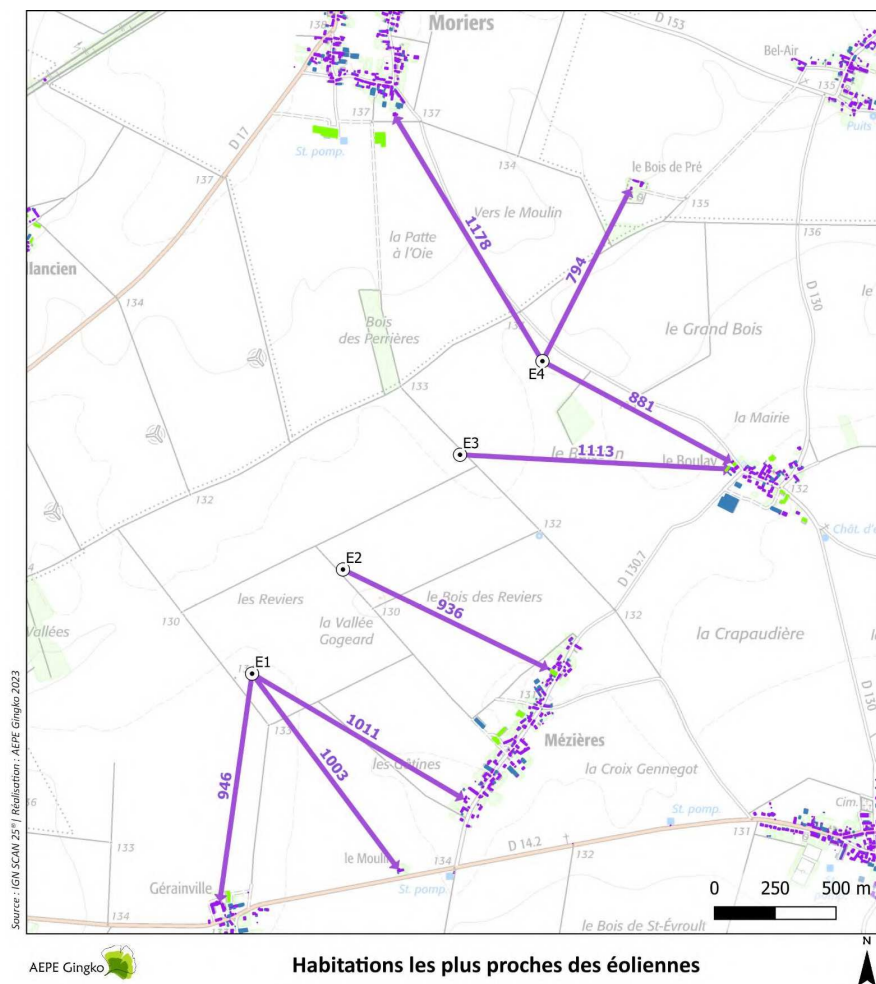 Moriers
D 153
Bel-Air
138
137
137
137
135
Puits
St. pomp.
D 17
134
le Bois de Pré
137
Vers le Moulin
135
1178
794
136
la Patte
à l'Oie
llancien
134
D 130
le
Bois
des Perrières
le Grand Bois
E4
133
881
la Mairie
E3
1113
le Boulay
132
132
132
Chât. d'e
E2
D 130.7
130
les Reviers
la Vallée
Gogeard
130
936
le Bois des Reviers
132
la Crapaudière
Vallées
E1
133
131
D 130
1011
1003
946
Mézières
les Gâtines
la Croix Gennegot
St. pomp.
Cim.
131
133
D 14.2
le Moulin
134
132
St. pomp.
Gérainville
134
le Bois de St-Évroult
0 250 500 m
Source : IGN SCAN 25® | Réalisation : AEPE Gingko 2023
AEPE Gingko
Habitations les plus proches des éoliennes
N